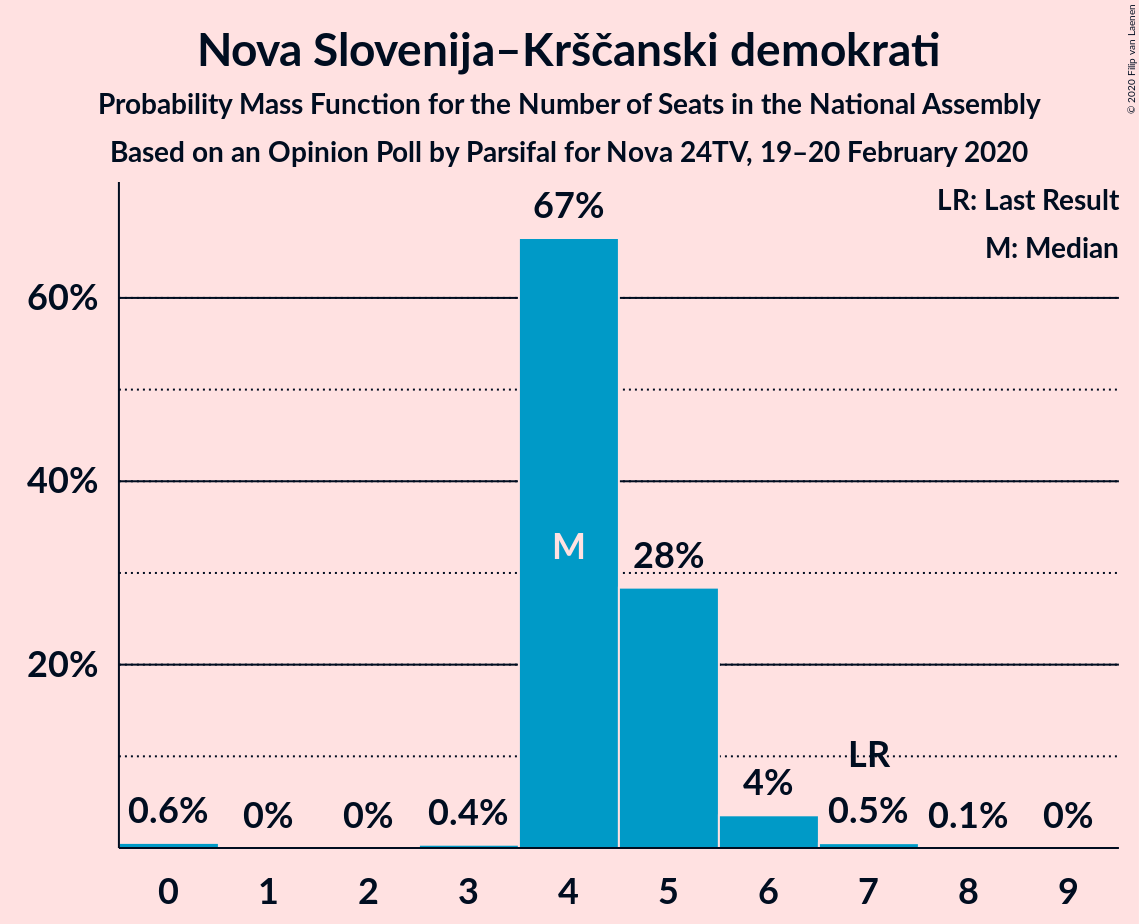 Nova Slovenija–Krščanski demokrati
Probability Mass Function for the Number of Seats in the National Assembly
Based on an Opinion Poll by Parsifal for Nova 24TV, 19–20 February 2020
© 2020 Filip van Laenen
LR: Last Result
M: Median
67%
60%
40%
M
28%
20%
LR
4%
0.6%
0%
0%
0.4%
0.5%
0.1%
0%
0 1 2 3 4 5 6 7 8 9